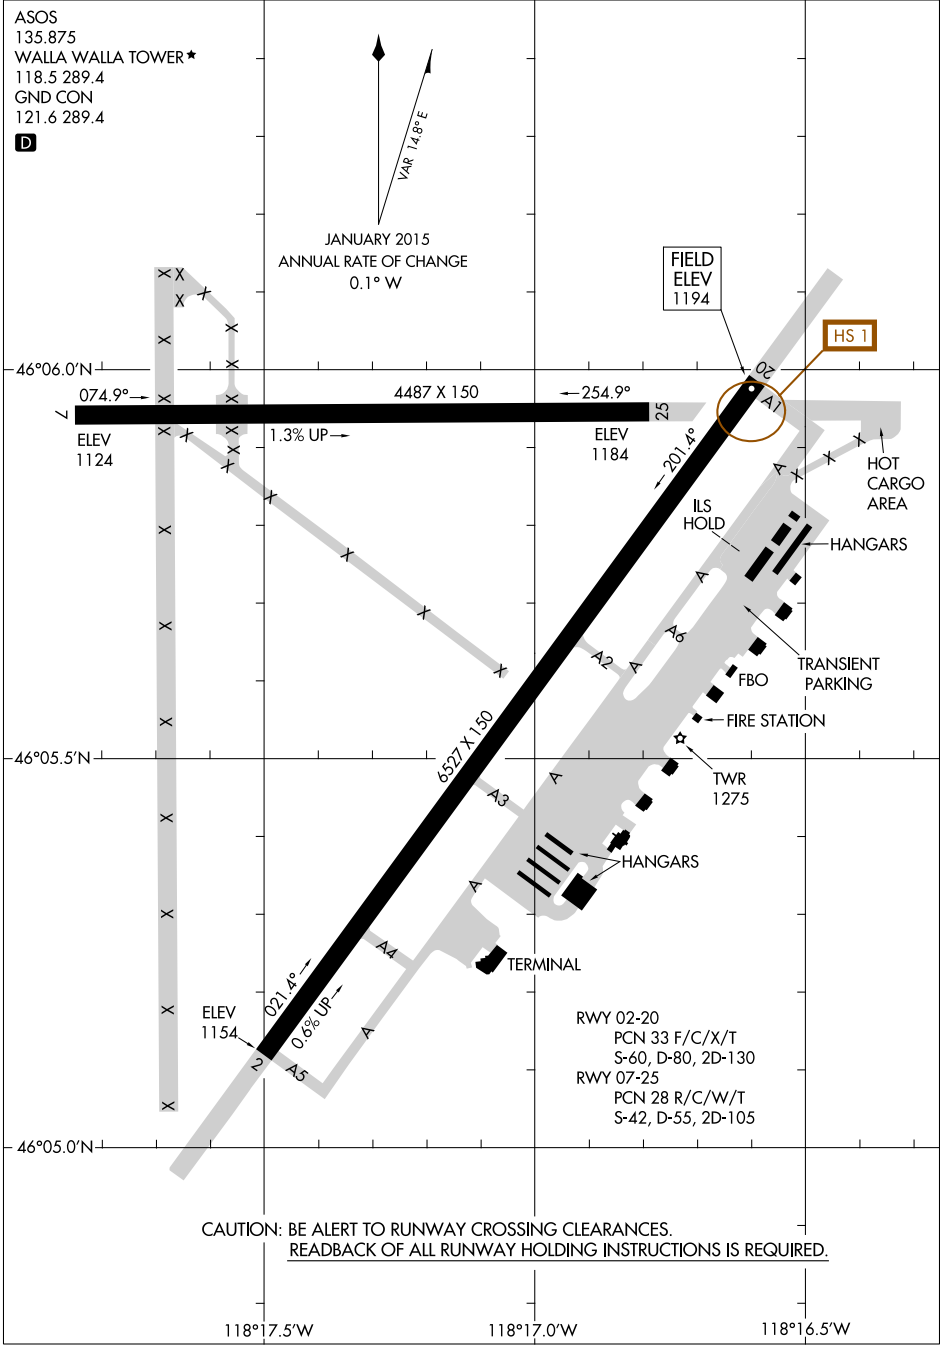 ASOS
135.875
WALLA WALLA TOWER★
118.5 289.4
GND CON
121.6 289.4
D
VAR 14.8° E
JANUARY 2015
ANNUAL RATE OF CHANGE
0.1° W
FIELD
ELEV
1194
HS 1
46°06.0'N
074.9°
4487 X 150
254.9°
20
A1
7
25
ELEV
1124
1.3% UP
ELEV
1184
201.4°
A
HOT
CARGO
AREA
ILS
HOLD
HANGARS
A
A6
A2
A
TRANSIENT
PARKING
FBO
FIRE STATION
6527 X 150
46°05.5'N
TWR
1275
A
A3
HANGARS
A
A4
TERMINAL
021.4°
0.6% UP
ELEV
1154
A
2
A5
RWY 02-20
PCN 33 F/C/X/T
S-60, D-80, 2D-130
RWY 07-25
PCN 28 R/C/W/T
S-42, D-55, 2D-105
46°05.0'N
CAUTION: BE ALERT TO RUNWAY CROSSING CLEARANCES.
READBACK OF ALL RUNWAY HOLDING INSTRUCTIONS IS REQUIRED.
118°17.5'W
118°17.0'W
118°16.5'W
X X X X X X X X X X X X X X X X X X X X X X X X X X X X X